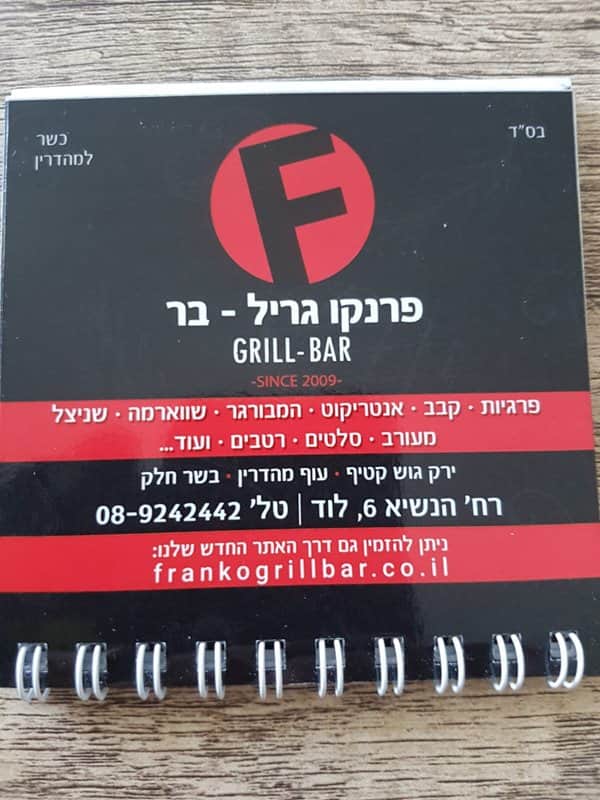 בס"ד
כשר
למהדרין
F
פרנקו גריל - בר
GRILL-BAR
-SINCE 2009-
פרגיות · קבב · אנטריקוט · המבורגר · שווארמה · שניצל
מעורב · סלטים · רטבים · ועוד...
ירק גוש קטיף · עוף מהדרין · בשר חלק
רח' הנשיא 6, לוד | טל' 08-9242442
ניתן להזמין גם דרך האתר החדש שלנו:
frankogrillbar.co.il